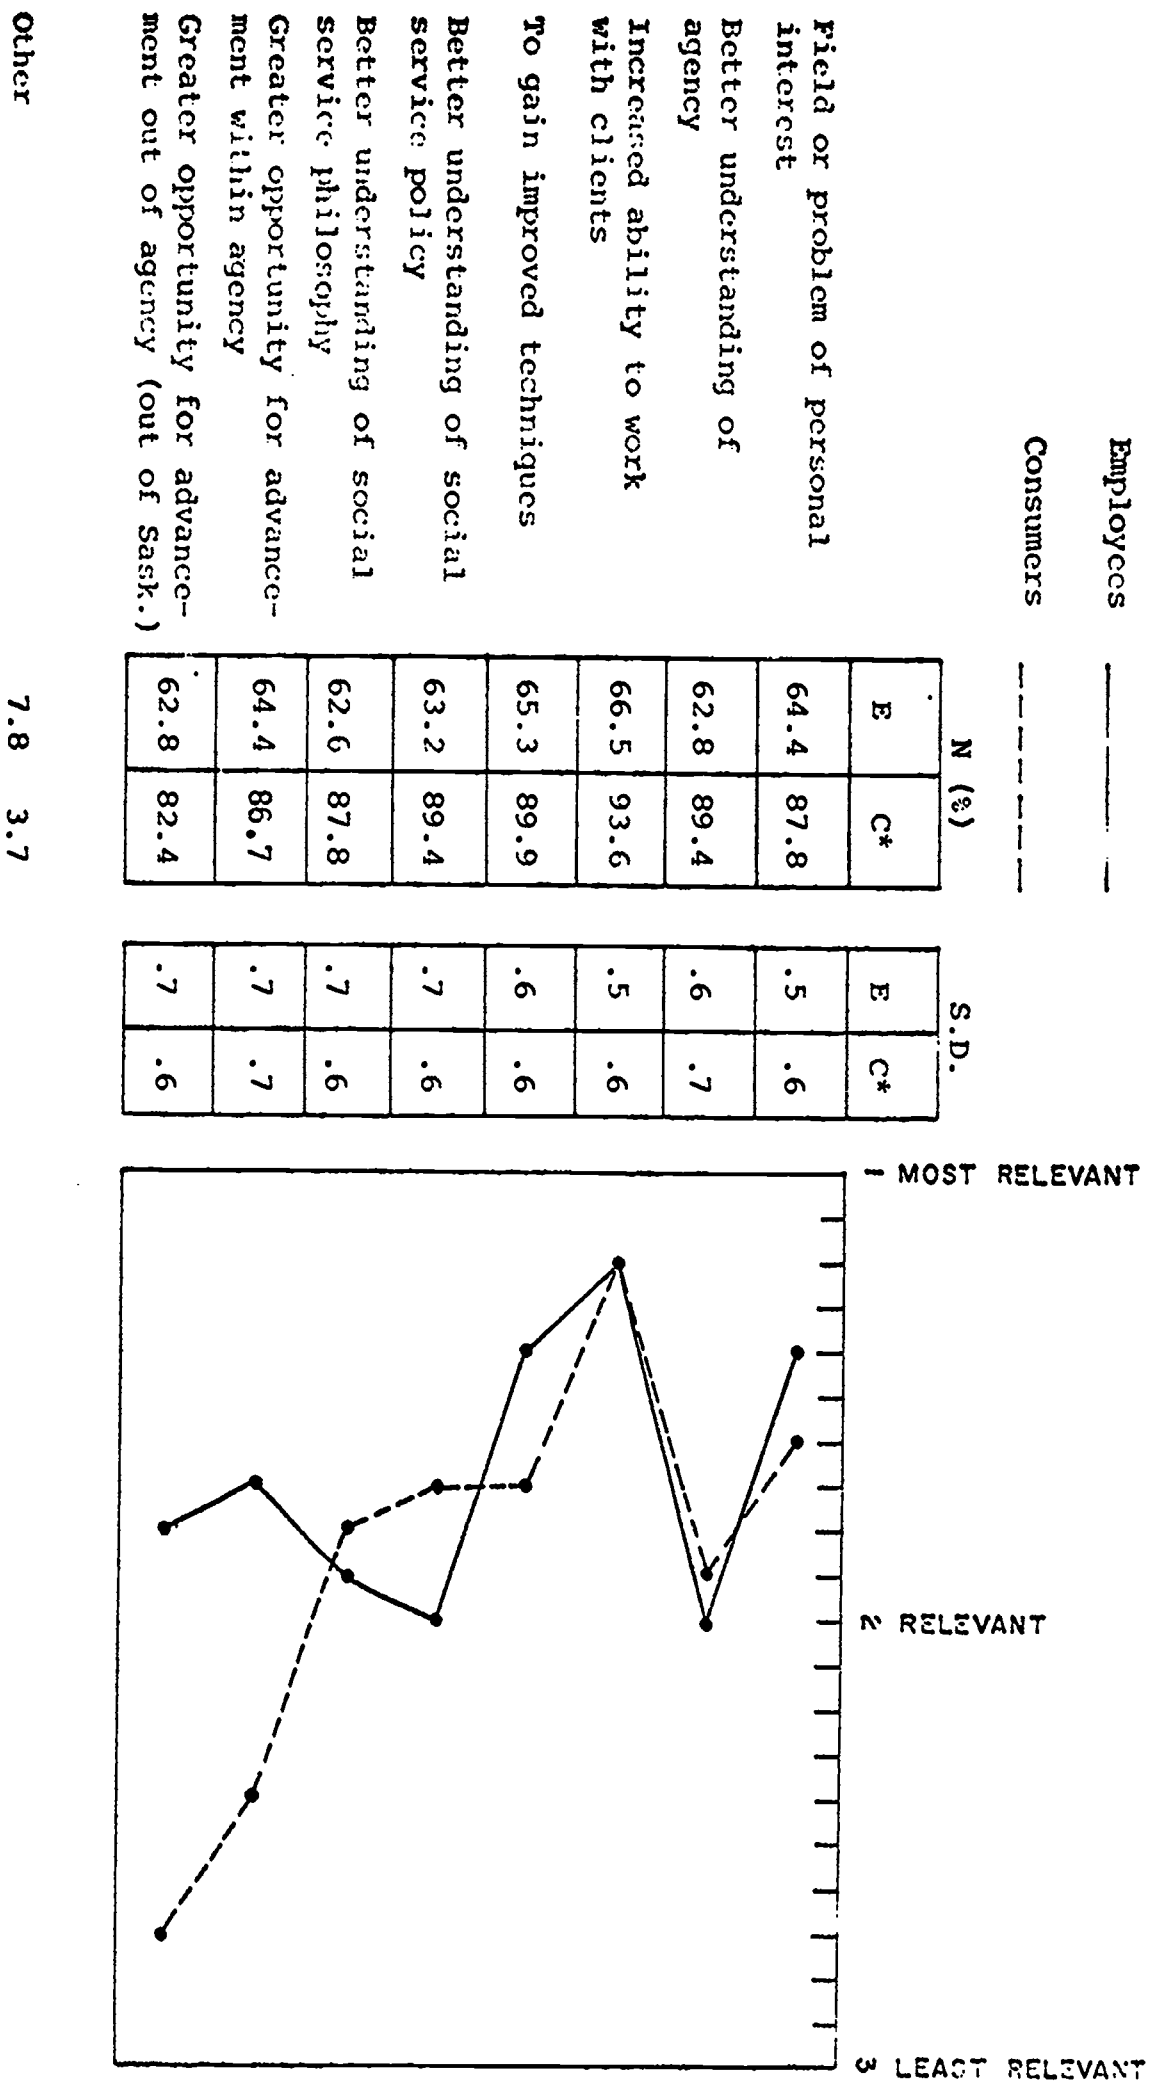 Employees
Consumers
N (%)
S.D.
E
C*
E
C*
1 MOST RELEVANT
2 RELEVANT
3 LEAST RELEVANT
Field or problem of personal
interest
64.4
87.8
.5
.6
Better understanding of
agency
62.8
89.4
.6
.7
Increased ability to work
with clients
66.5
93.6
.5
.6
To gain improved techniques
65.3
89.9
.6
.6
Better understanding of social
service policy
63.2
89.4
.7
.6
Better understanding of social
service philosophy
62.6
87.8
.7
.6
Greater opportunity for advance-
ment within agency
64.4
86.7
.7
.7
Greater opportunity for advance-
ment out of agency (out of Sask.)
62.8
82.4
.7
.6
Other
7.8
3.7